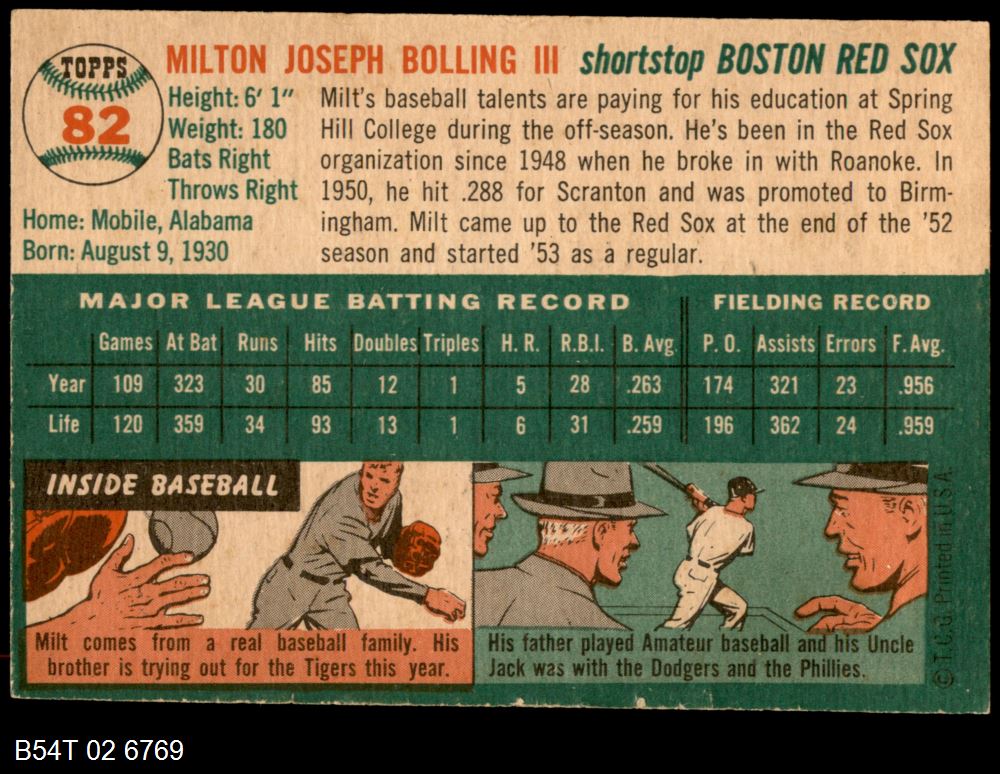 TOPPS
82
MILTON JOSEPH BOLLING III shortstop BOSTON RED SOX
Height: 6' 1"
Weight: 180
Bats Right
Throws Right
Home: Mobile, Alabama
Born: August 9, 1930
Milt's baseball talents are paying for his education at Spring
Hill College during the off-season. He's been in the Red Sox
organization since 1948 when he broke in with Roanoke. In
1950, he hit .288 for Scranton and was promoted to Birm-
ingham. Milt came up to the Red Sox at the end of the '52
season and started '53 as a regular.
MAJOR LEAGUE BATTING RECORD FIELDING RECORD
Games At Bat Runs Hits Doubles Triples H. R. R.B.I. B. Avg. P. O. Assists Errors F. Avg.
Year 109 323 30 85 12 1 5 28 .263 174 321 23 .956
Life 120 359 34 93 13 1 6 31 .259 196 362 24 .959
INSIDE BASEBALL
Milt comes from a real baseball family. His
brother is trying out for the Tigers this year.
His father played Amateur baseball and his Uncle
Jack was with the Dodgers and the Phillies.
© T.C.G. Printed in U.S.A.
B54T 02 6769